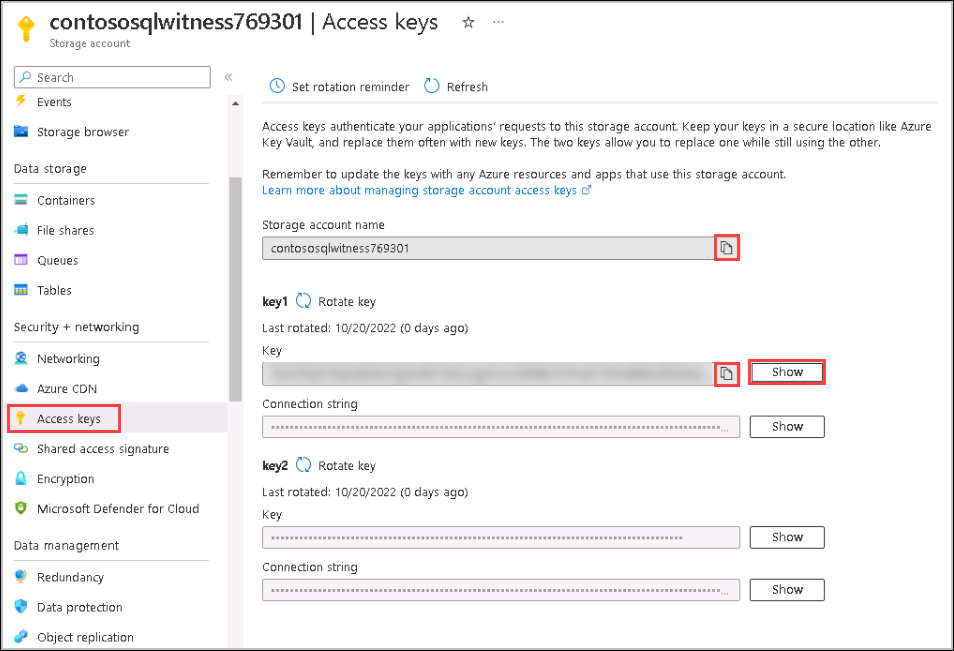 contososqlwitness769301 | Access keys
Storage account
Search
Events
Storage browser
Data storage
Containers
File shares
Queues
Tables
Security + networking
Networking
Azure CDN
Access keys
Shared access signature
Encryption
Microsoft Defender for Cloud
Data management
Redundancy
Data protection
Object replication
Set rotation reminder
Refresh
Access keys authenticate your applications' requests to this storage account. Keep your keys in a secure location like Azure
Key Vault, and replace them often with new keys. The two keys allow you to replace one while still using the other.
Remember to update the keys with any Azure resources and apps that use this storage account.
Learn more about managing storage account access keys
Storage account name
contososqlwitness769301
key1 Rotate key
Last rotated: 10/20/2022 (0 days ago)
Key
Show
Connection string
Show
key2 Rotate key
Last rotated: 10/20/2022 (0 days ago)
Key
Show
Connection string
Show